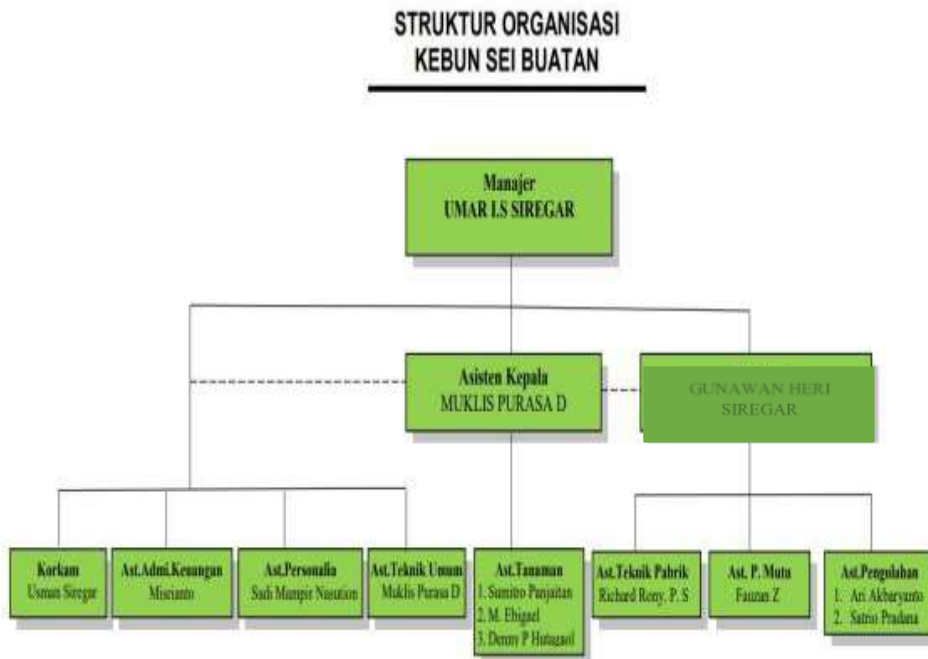 STRUKTUR ORGANISASI
KEBUN SEI BUATAN
Manajer
UMAR I.S SIREGAR
Asisten Kepala
MUKLIS PURASA D
GUNAWAN HERI
SIREGAR
Korkam
Usman Siregar
Ast.Admi.Keuangan
Misrianto
Ast.Personalia
Sadi Mampir Nasution
Ast.Teknik Umum
Muklis Purasa D
Ast.Tanaman
1. Sumitro Panjaitan
2. M. Ebigael
3. Denny P Hutagaol
Ast.Teknik Pabrik
Richard Rony. P. S
Ast. P. Mutu
Fauzan Z
Ast.Pengolahan
1. Ari Akbaryanto
2. Satrio Pradana